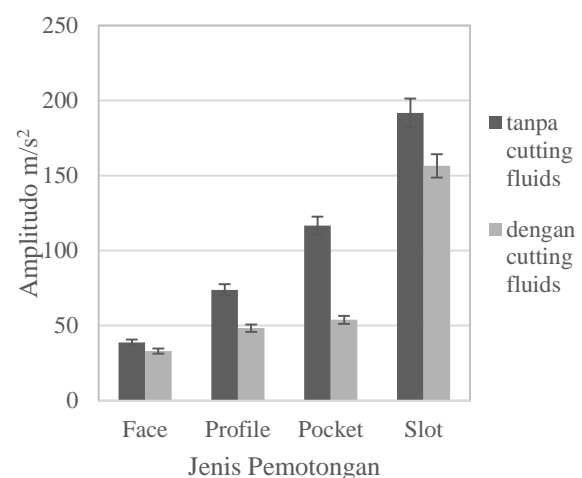 250
200
150
100
50
0
Amplitudo m/s²
Face Profile Pocket Slot
Jenis Pemotongan
tanpa
cutting
fluids
dengan
cutting
fluids